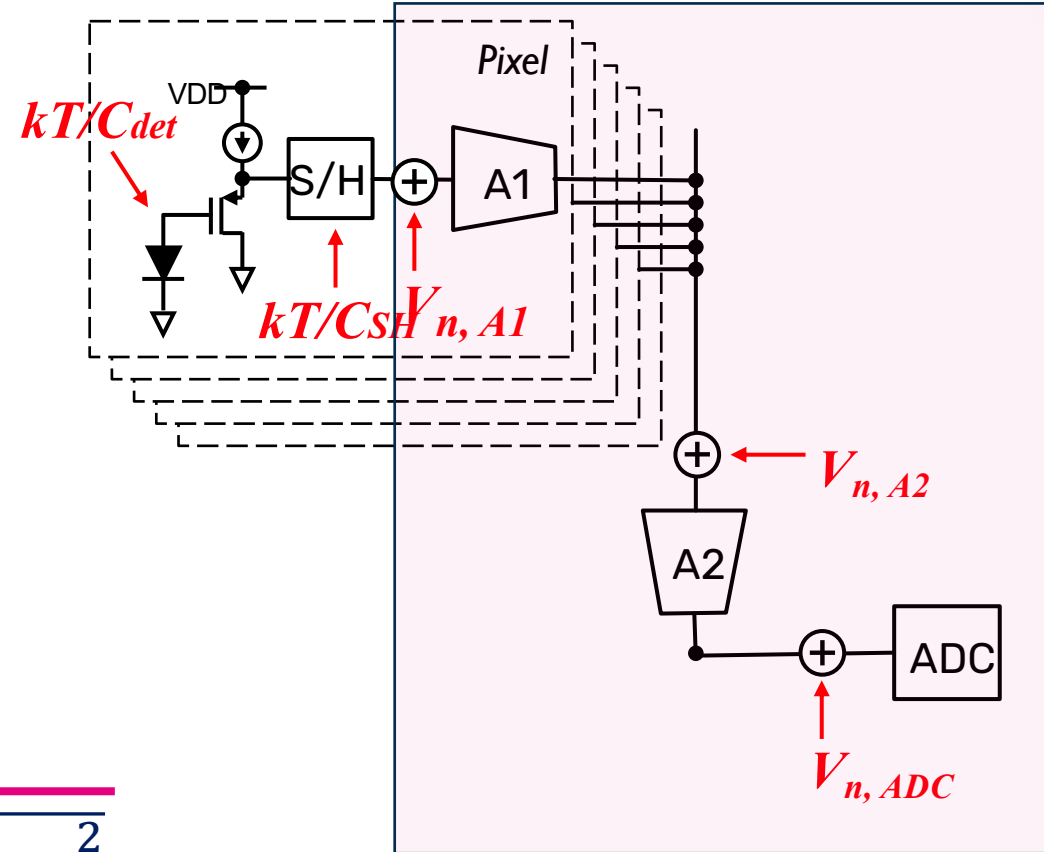 Pixel
VDD
kT/Cdet
S/H
A1
kT/CSH
Vn, A1
Vn, A2
A2
ADC
Vn, ADC
2